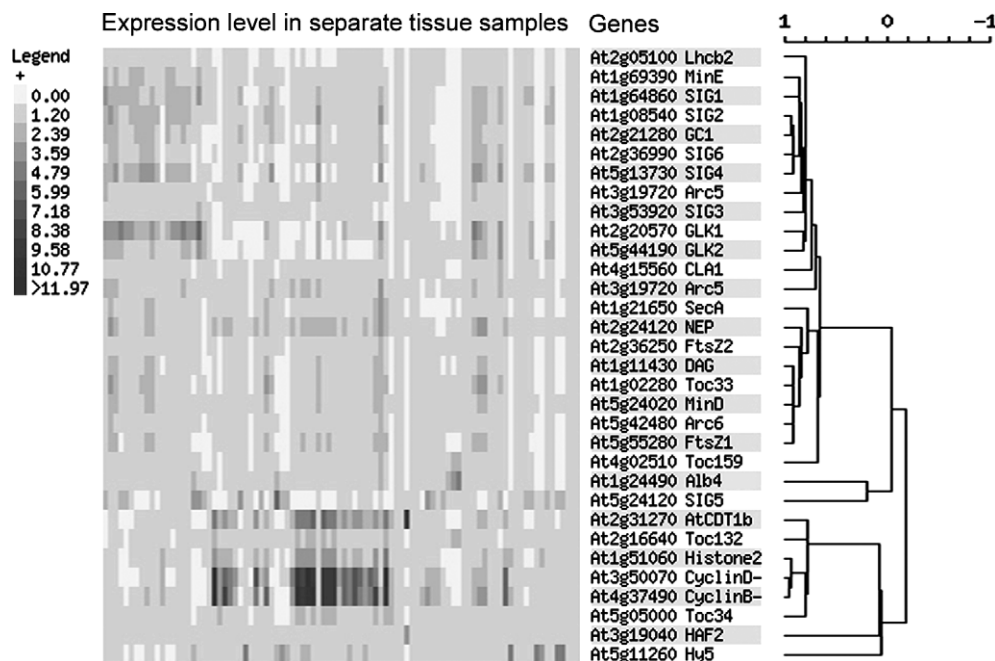 Expression level in separate tissue samples
Genes
1 0 -1
Legend
+
0.00
1.20
2.39
3.59
4.79
5.99
7.18
8.38
9.58
10.77
>11.97
At2g05100 Lhcb2
At1g69390 MinE
At1g64860 SIG1
At1g08540 SIG2
At2g21280 GC1
At2g36990 SIG6
At5g13730 SIG4
At3g19720 Arc5
At3g53920 SIG3
At2g20570 GLK1
At5g44190 GLK2
At4g15560 CLA1
At3g19720 Arc5
At1g21650 SecA
At2g24120 NEP
At2g36250 FtsZ2
At1g11430 DAG
At1g02280 Toc33
At5g24020 MinD
At5g42480 Arc6
At5g55280 FtsZ1
At4g02510 Toc159
At1g24490 Alb4
At5g24120 SIG5
At2g31270 AtCDT1b
At2g16640 Toc132
At1g51060 Histone2
At3g50070 CyclinD-
At4g37490 CyclinB-
At5g05000 Toc34
At3g19040 HAF2
At5g11260 Hy5